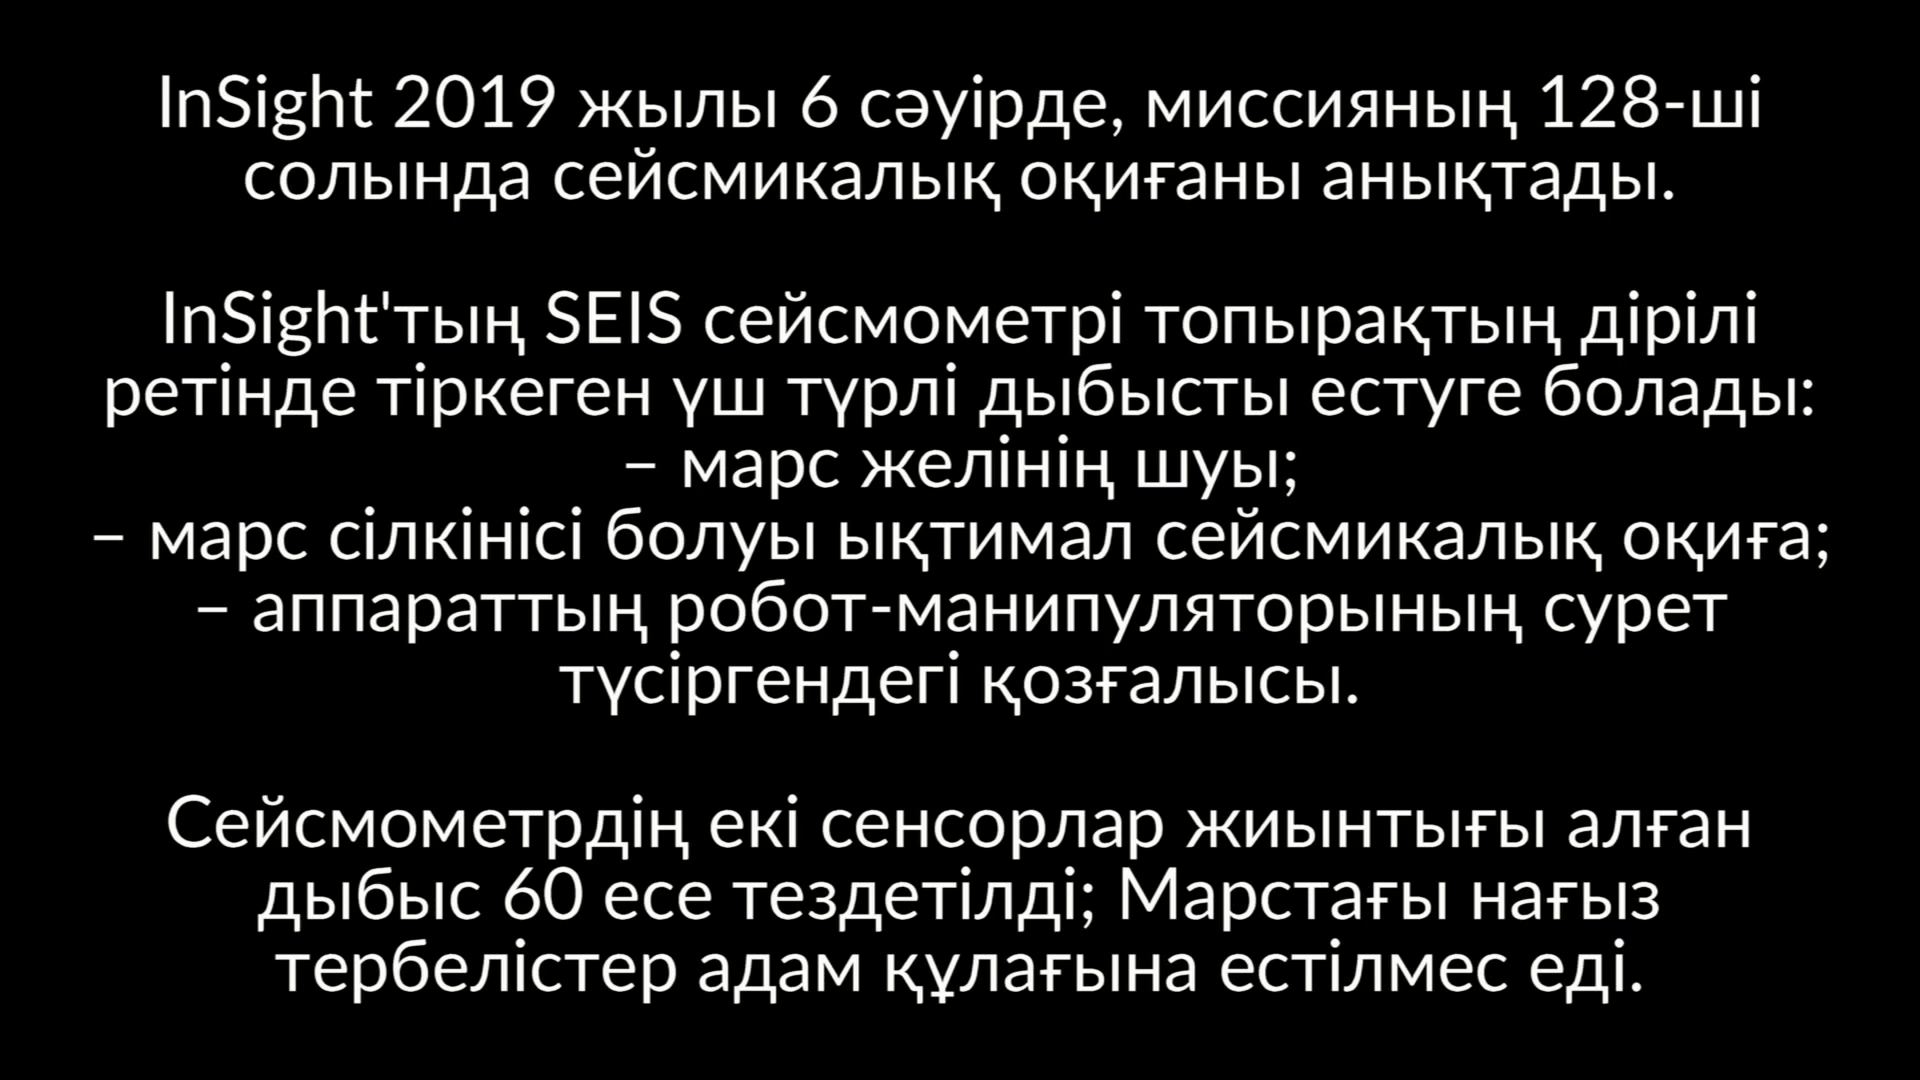 InSight 2019 жылы 6 сәуірде, миссияның 128-ші
солында сейсмикалық оқиғаны анықтады.
InSight'тың SEIS сейсмометрі топырақтың дірілі
ретінде тіркеген үш түрлі дыбысты естуге болады:
– марс желінің шуы;
– марс сілкінісі болуы ықтимал сейсмикалық оқиға;
– аппараттың робот-манипуляторының сурет
түсіргендегі қозғалысы.
Сейсмометрдің екі сенсорлар жиынтығы алған
дыбыс 60 есе тездетілді; Марстағы нағыз
тербелістер адам құлағына естілмес еді.